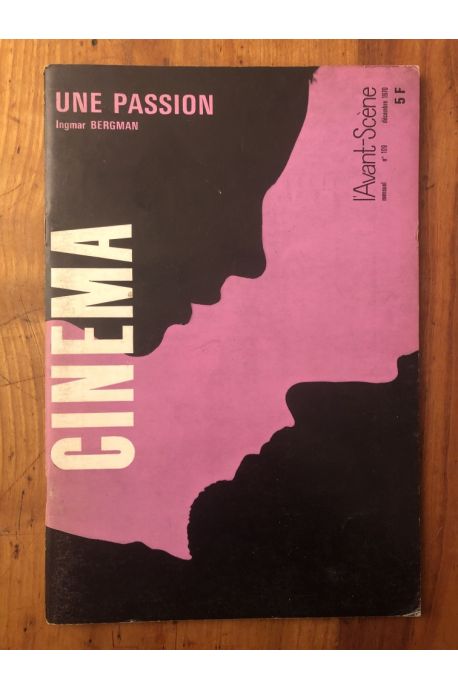 UNE PASSION
Ingmar BERGMAN
CINEMA
l'Avant-Scène
mensuel n° 109 décembre 1970
5 F